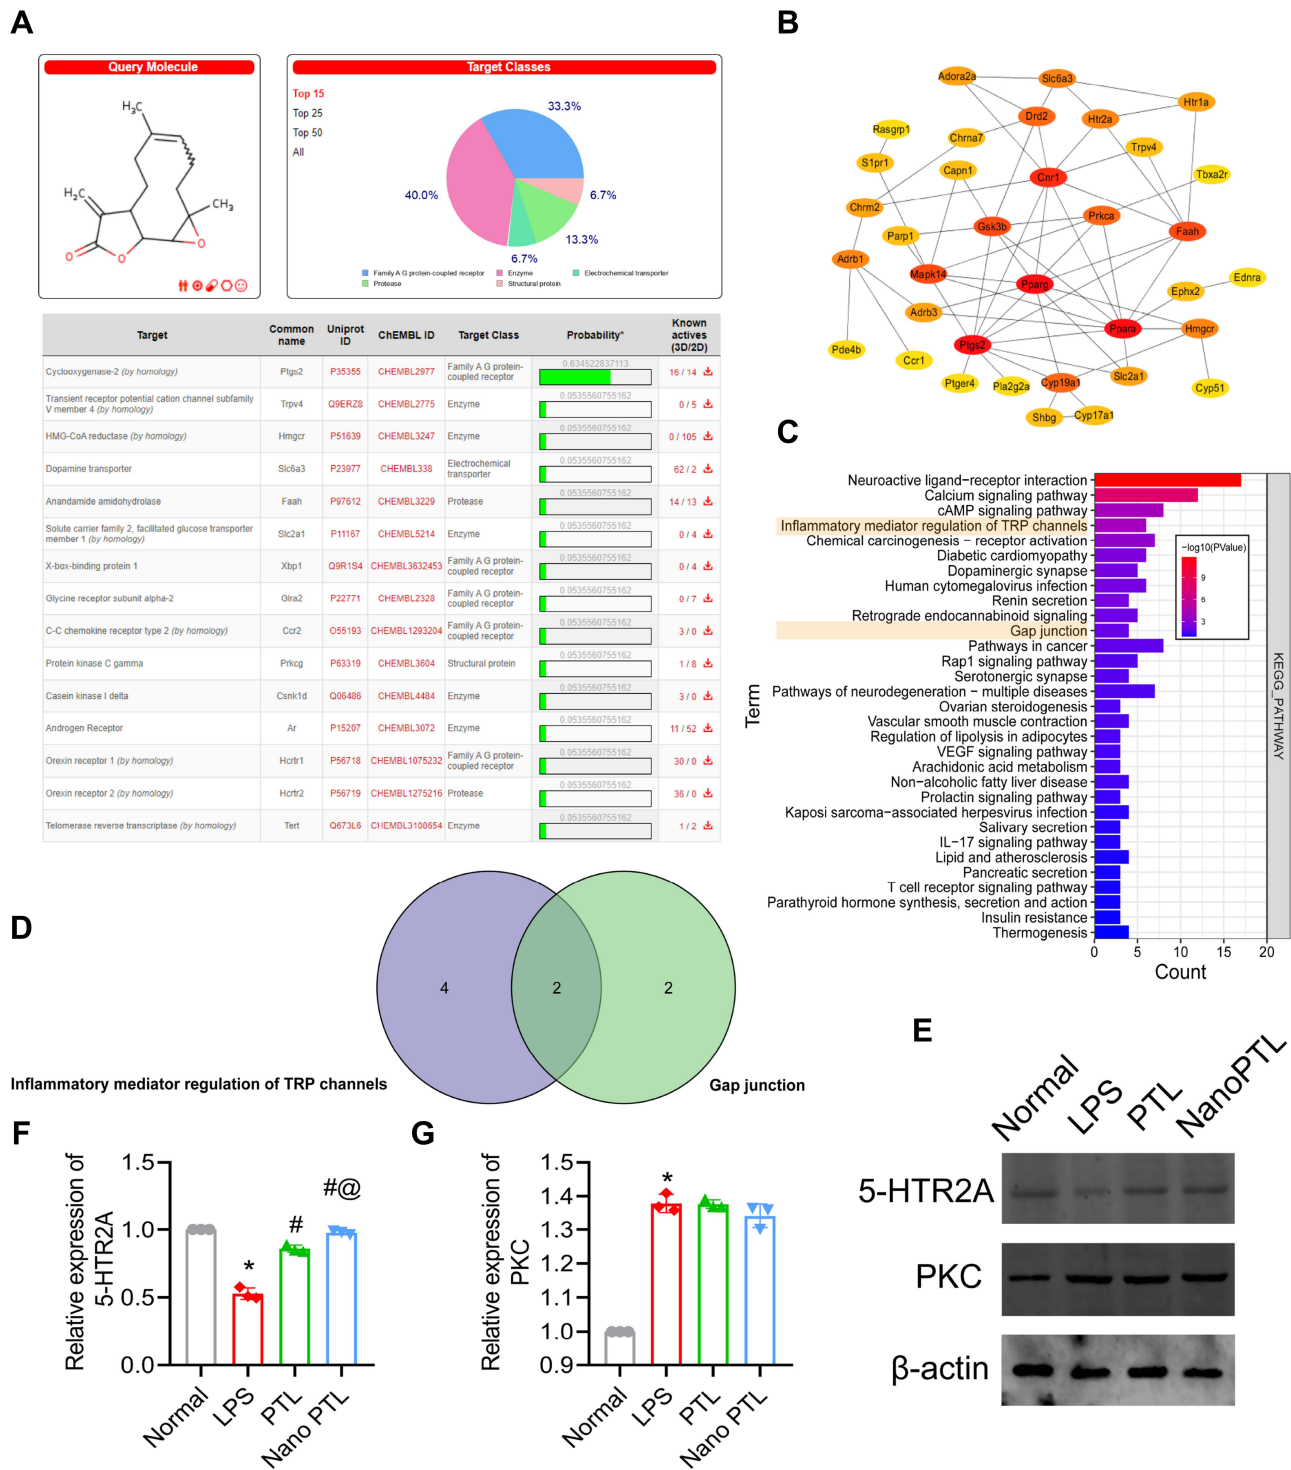 A
Query Molecule
H₃C
H₂C
CH₃
O
O
O
Target Classes
Top 15
Top 25
Top 50
All
33.3%
40.0%
6.7%
13.3%
6.7%
Family A G protein-coupled receptor
Enzyme
Electrochemical transporter
Protease
Structural protein
Target Common name Uniprot ID ChEMBL ID Target Class Probability* Known actives (3D/2D)
Cyclooxygenase-2 (by homology) Ptgs2 P35355 CHEMBL2977 Family A G protein-coupled receptor 0.634522837113 16 / 14
Transient receptor potential cation channel subfamily V member 4 (by homology) Trpv4 Q9ERZ8 CHEMBL2775 Enzyme 0.0535560755162 0 / 5
HMG-CoA reductase (by homology) Hmgcr P51639 CHEMBL3247 Enzyme 0.0535560755162 0 / 105
Dopamine transporter Slc6a3 P23977 CHEMBL338 Electrochemical transporter 0.0535560755162 62 / 2
Anandamide amidohydrolase Faah P97612 CHEMBL3229 Protease 0.0535560755162 14 / 13
Solute carrier family 2, facilitated glucose transporter member 1 (by homology) Slc2a1 P11167 CHEMBL5214 Enzyme 0.0535560755162 0 / 4
X-box-binding protein 1 Xbp1 Q9R1S4 CHEMBL3632453 Family A G protein-coupled receptor 0.0535560755162 0 / 4
Glycine receptor subunit alpha-2 Glra2 P22771 CHEMBL2328 Family A G protein-coupled receptor 0.0535560755162 0 / 7
C-C chemokine receptor type 2 (by homology) Ccr2 O55193 CHEMBL1293204 Family A G protein-coupled receptor 0.0535560755162 3 / 0
Protein kinase C gamma Prkcg P63319 CHEMBL3604 Structural protein 0.0535560755162 1 / 8
Casein kinase I delta Csnk1d Q06486 CHEMBL4484 Enzyme 0.0535560755162 3 / 0
Androgen Receptor Ar P15207 CHEMBL3072 Enzyme 0.0535560755162 11 / 52
Orexin receptor 1 (by homology) Hcrtr1 P56718 CHEMBL1075232 Family A G protein-coupled receptor 0.0535560755162 30 / 0
Orexin receptor 2 (by homology) Hcrtr2 P56719 CHEMBL1275216 Protease 0.0535560755162 36 / 0
Telomerase reverse transcriptase (by homology) Tert Q673L6 CHEMBL3108654 Enzyme 0.0535560755162 1 / 2
B
Adora2a
Slc6a3
Htr1a
Drd2
Htr2a
Rasgrp1
Chrna7
Trpv4
S1pr1
Capn1
Cnr1
Tbxa2r
Chrm2
Prkca
Gsk3b
Faah
Parp1
Adrb1
Mapk14
Pparg
Ednra
Ephx2
Adrb3
Ppara
Hmgcr
Pde4b
Ccr1
Ptgs2
Ptger4
Pla2g2a
Cyp19a1
Slc2a1
Cyp51
Shbg
Cyp17a1
C
Neuroactive ligand−receptor interaction
Calcium signaling pathway
cAMP signaling pathway
Inflammatory mediator regulation of TRP channels
Chemical carcinogenesis − receptor activation
Diabetic cardiomyopathy
Dopaminergic synapse
Human cytomegalovirus infection
Renin secretion
Retrograde endocannabinoid signaling
Gap junction
Pathways in cancer
Rap1 signaling pathway
Serotonergic synapse
Pathways of neurodegeneration − multiple diseases
Ovarian steroidogenesis
Vascular smooth muscle contraction
Regulation of lipolysis in adipocytes
VEGF signaling pathway
Arachidonic acid metabolism
Non−alcoholic fatty liver disease
Prolactin signaling pathway
Kaposi sarcoma−associated herpesvirus infection
Salivary secretion
IL−17 signaling pathway
Lipid and atherosclerosis
Pancreatic secretion
T cell receptor signaling pathway
Parathyroid hormone synthesis, secretion and action
Insulin resistance
Thermogenesis
Term
−log10(PValue)
9
6
3
KEGG_PATHWAY
0 5 10 15 20
Count
D
4
2
2
Inflammatory mediator regulation of TRP channels
Gap junction
E
Normal
LPS
PTL
NanoPTL
5-HTR2A
PKC
β-actin
F
Relative expression of
5-HTR2A
1.5
1.0
0.5
0.0
*
#
#@
Normal
LPS
PTL
Nano PTL
G
Relative expression of
PKC
1.5
1.4
1.3
1.2
1.1
1.0
0.9
*
Normal
LPS
PTL
Nano PTL